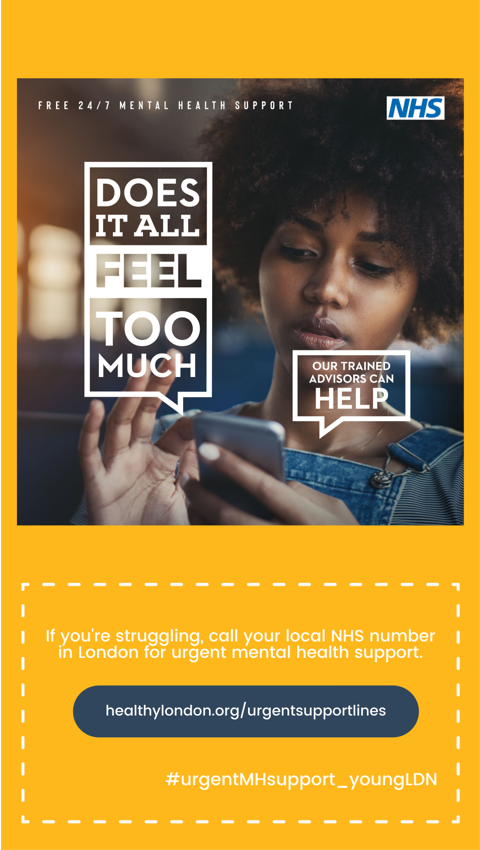 FREE 24/7 MENTAL HEALTH SUPPORT
NHS
DOES
IT ALL
FEEL
TOO
MUCH
OUR TRAINED
ADVISORS CAN
HELP
If you're struggling, call your local NHS number
in London for urgent mental health support.
healthylondon.org/urgentsupportlines
#urgentMHsupport_youngLDN